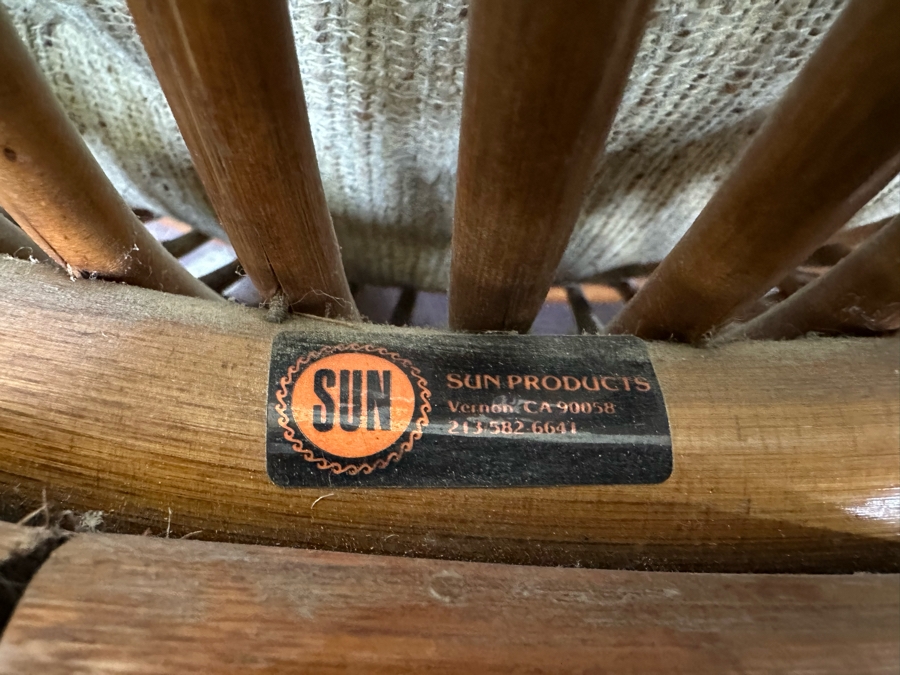 SUN
SUN PRODUCTS
Vernon, CA 90058
213 582 6641